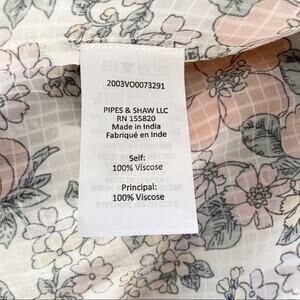 2003VO0073291
PIPES & SHAW LLC
RN 155820
Made in India
Fabriqué en Inde
Self:
100% Viscose
Principal:
100% Viscose